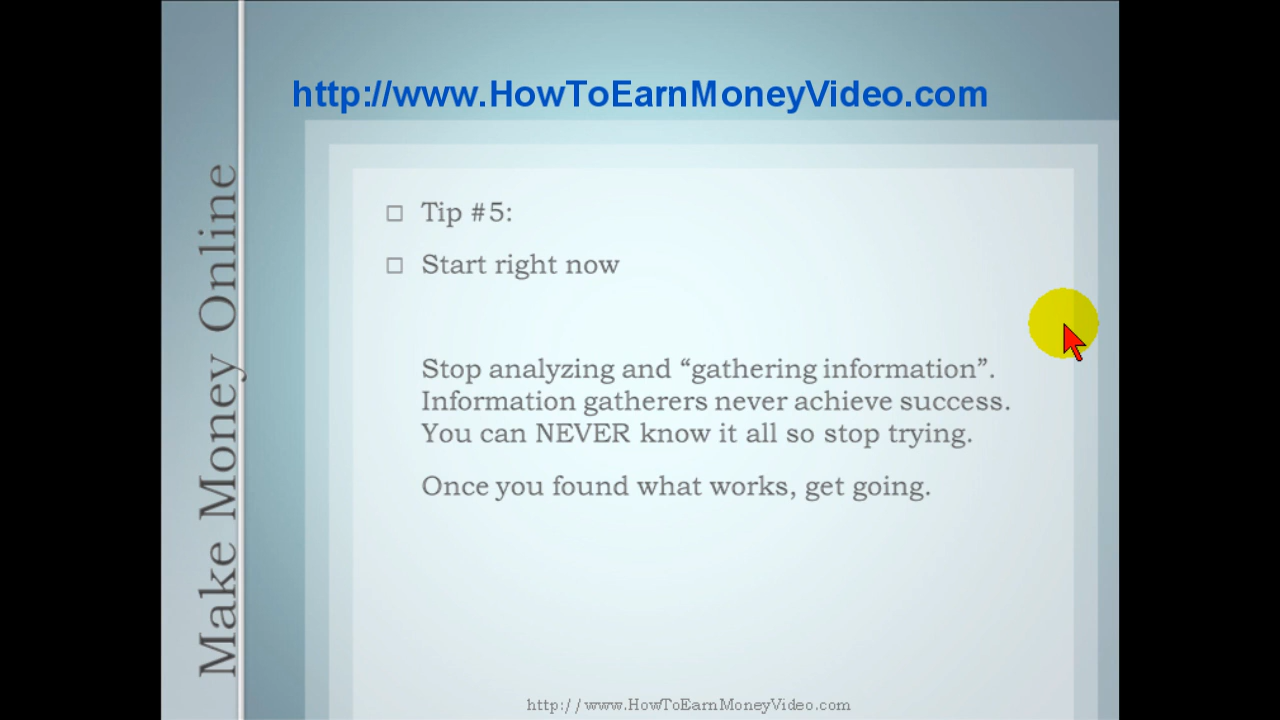 http://www.HowToEarnMoneyVideo.com
Make Money Online
Tip #5:
Start right now
Stop analyzing and “gathering information”.
Information gatherers never achieve success.
You can NEVER know it all so stop trying.
Once you found what works, get going.
http://www.HowToEarnMoneyVideo.com